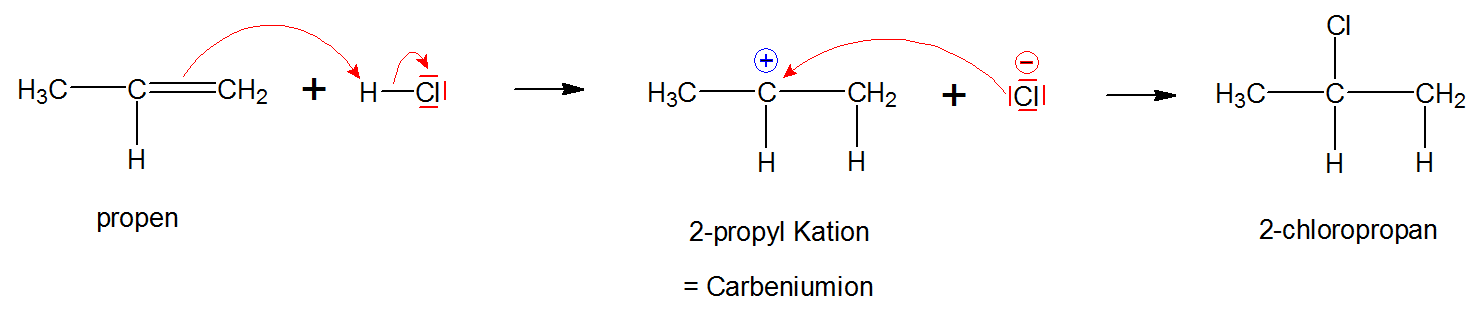 Cl
H₃C C CH₂ + H Cl H₃C C⊕ CH₂ + Cl⊖ H₃C C CH₂
H H H H H
propen
2-propyl Kation
2-chloropropan
= Carbeniumion